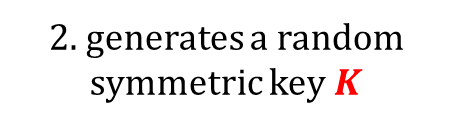 2. generates a random
symmetric key K